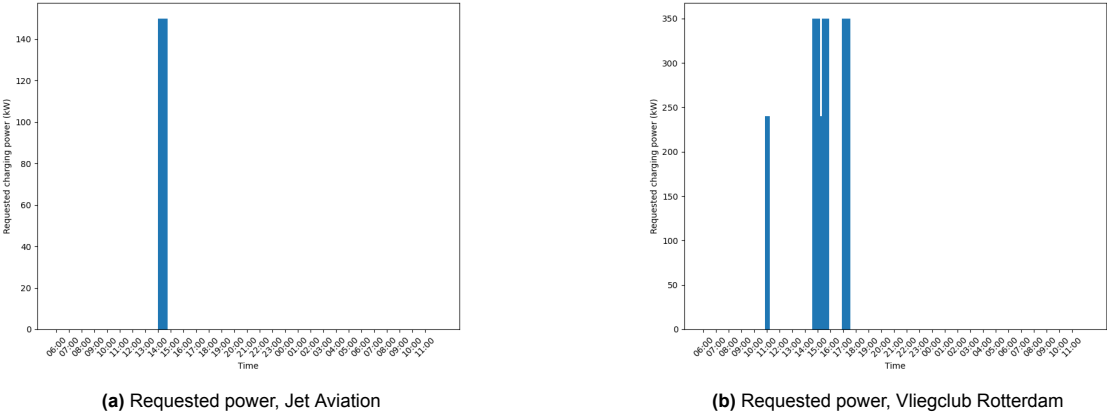 140
120
100
80
60
40
20
0
Requested charging power (kW)
06:00 07:00 08:00 09:00 10:00 11:00 12:00 13:00 14:00 15:00 16:00 17:00 18:00 19:00 20:00 21:00 22:00 23:00 00:00 01:00 02:00 03:00 04:00 05:00 06:00 07:00 08:00 09:00 10:00 11:00
Time
(a) Requested power, Jet Aviation
350
300
250
200
150
100
50
0
Requested charging power (kW)
06:00 07:00 08:00 09:00 10:00 11:00 12:00 13:00 14:00 15:00 16:00 17:00 18:00 19:00 20:00 21:00 22:00 23:00 00:00 01:00 02:00 03:00 04:00 05:00 06:00 07:00 08:00 09:00 10:00 11:00
Time
(b) Requested power, Vliegclub Rotterdam